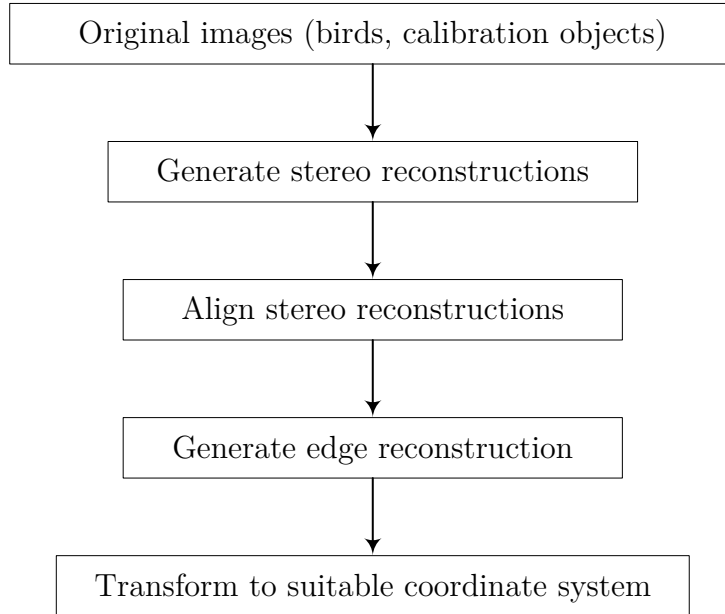 Original images (birds, calibration objects)
Generate stereo reconstructions
Align stereo reconstructions
Generate edge reconstruction
Transform to suitable coordinate system